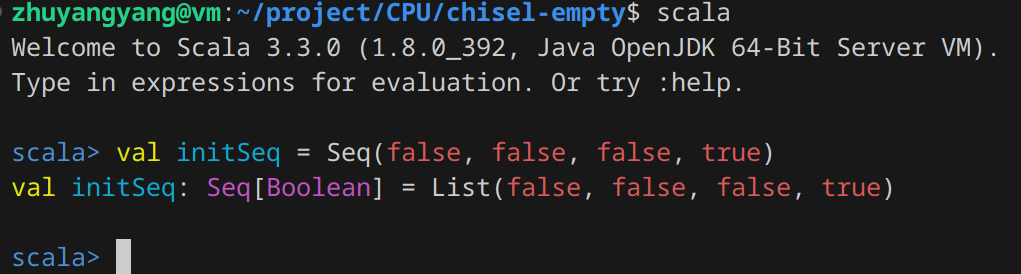 zhuyangyang@vm:~/project/CPU/chisel-empty$ scala
Welcome to Scala 3.3.0 (1.8.0_392, Java OpenJDK 64-Bit Server VM).
Type in expressions for evaluation. Or try :help.
scala> val initSeq = Seq(false, false, false, true)
val initSeq: Seq[Boolean] = List(false, false, false, true)
scala>